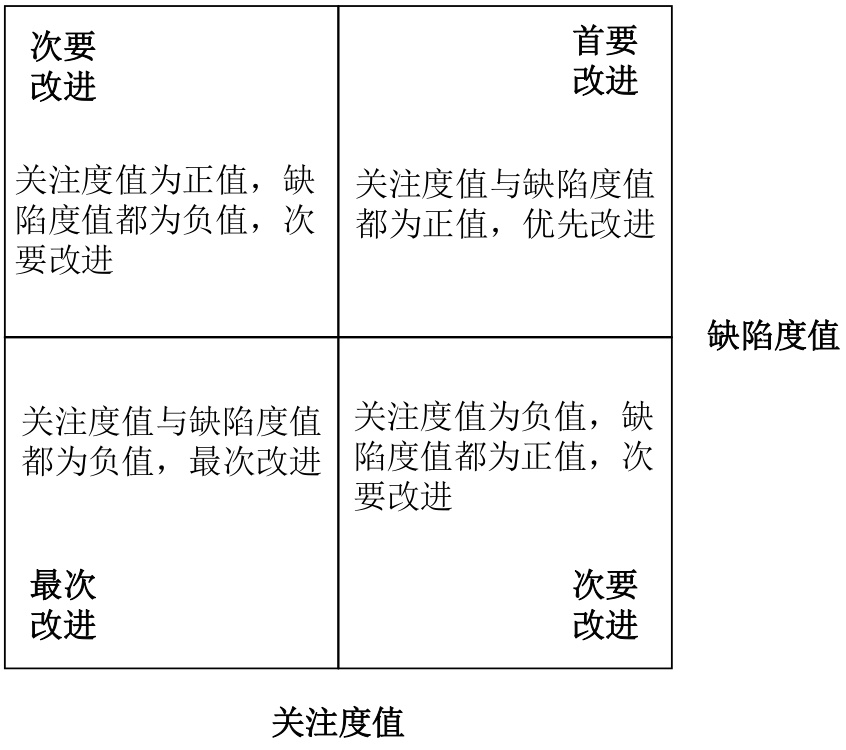 次要
改进
关注度值为正值，缺
陷度值都为负值，次
要改进
首要
改进
关注度值与缺陷度值
都为正值，优先改进
缺陷度值
关注度值与缺陷度值
都为负值，最次改进
最次
改进
关注度值为负值，缺
陷度值都为正值，次
要改进
次要
改进
关注度值